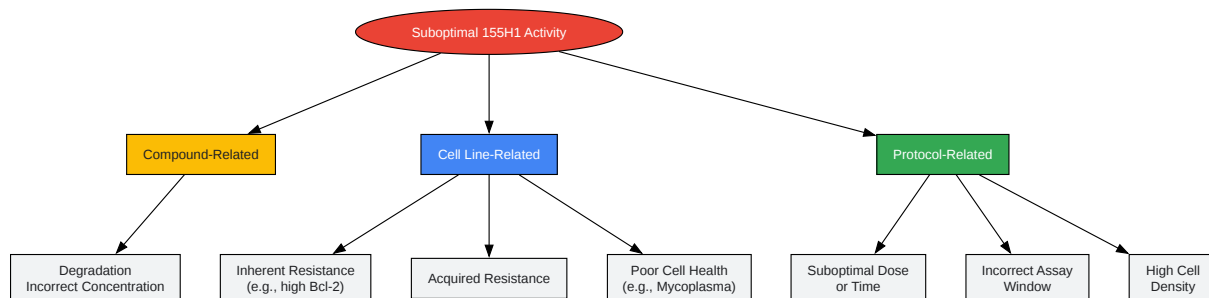 Suboptimal 155H1 Activity
Compound-Related
Cell Line-Related
Protocol-Related
Degradation
Incorrect Concentration
Inherent Resistance
(e.g., high Bcl-2)
Acquired Resistance
Poor Cell Health
(e.g., Mycoplasma)
Suboptimal Dose
or Time
Incorrect Assay
Window
High Cell
Density